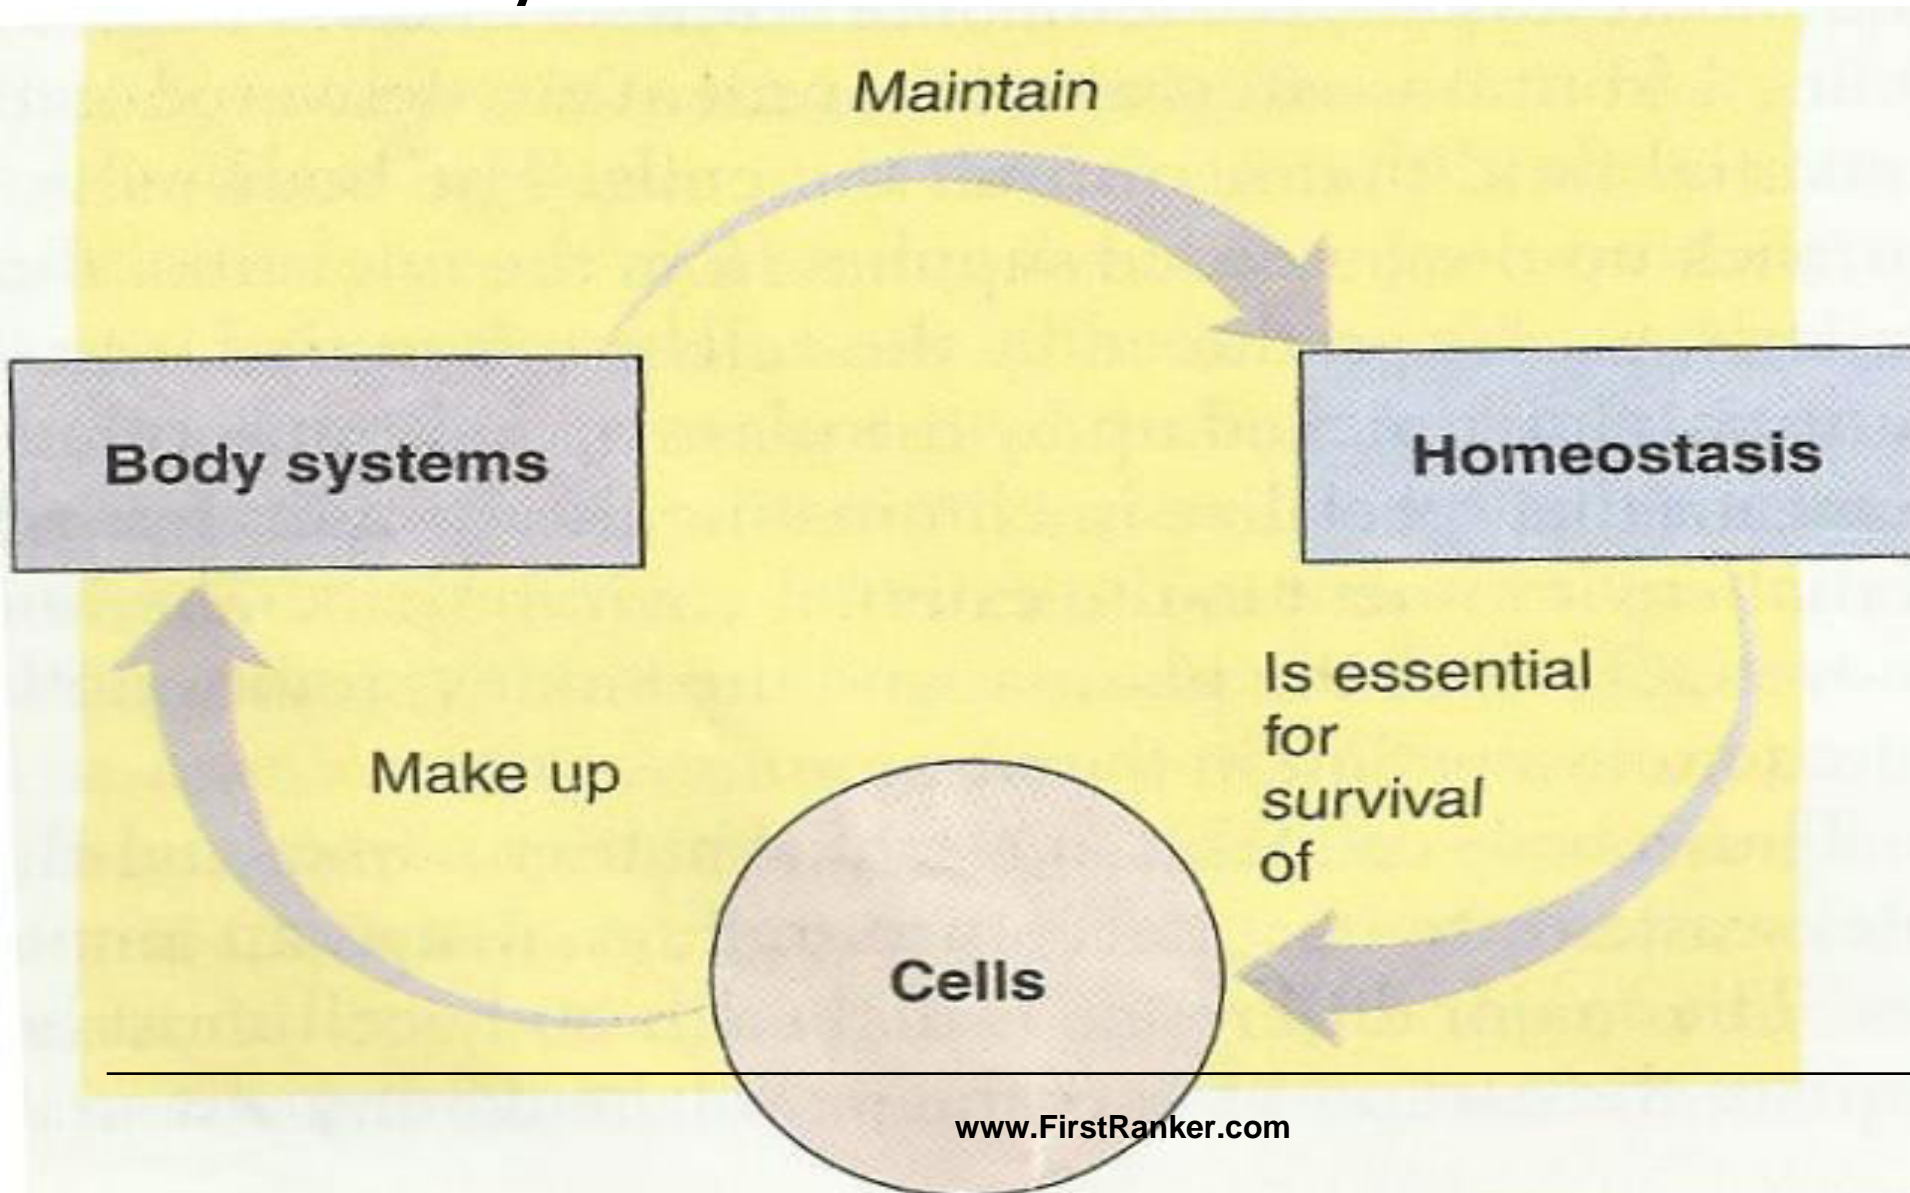 Maintain
Body systems
Homeostasis
Is essential
for
survival
of
Make up
Cells
www.FirstRanker.com